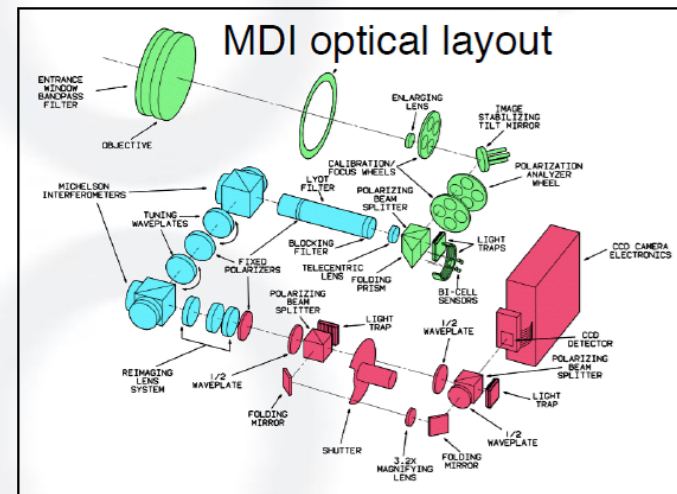 MDI optical layout
ENTRANCE
WINDOW
BANDPASS
FILTER
OBJECTIVE
ENLARGING
LENS
IMAGE
STABILIZING
TILT MIRROR
CALIBRATION/
FOCUS WHEELS
POLARIZATION
ANALYZER
WHEEL
MICHELSON
INTERFEROMETERS
LYOT
FILTER
POLARIZING
BEAM
SPLITTER
TUNING
WAVEPLATES
BLOCKING
FILTER
LIGHT
TRAPS
CCD CAMERA
ELECTRONICS
FIXED
POLARIZERS
TELECENTRIC
LENS
FOLDING
PRISM
BI-CELL
SENSORS
POLARIZING
BEAM
SPLITTER
LIGHT
TRAP
1/2
WAVEPLATE
CCD
DETECTOR
POLARIZING
BEAM
SPLITTER
REIMAGING
LENS
SYSTEM
1/2
WAVEPLATE
LIGHT
TRAP
FOLDING
MIRROR
SHUTTER
3.2X
MAGNIFYING
LENS
FOLDING
MIRROR
1/2
WAVEPLATE